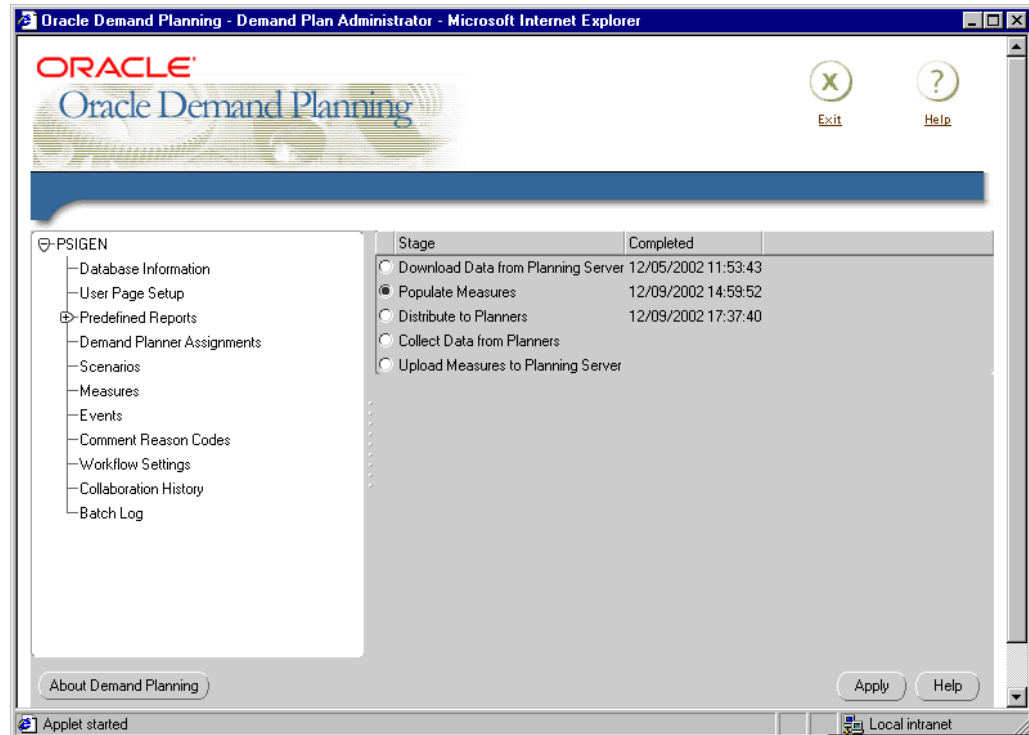 Oracle Demand Planning - Demand Plan Administrator - Microsoft Internet Explorer
ORACLE
Oracle Demand Planning
X
Exit
?
Help
PSIGEN
Database Information
User Page Setup
Predefined Reports
Demand Planner Assignments
Scenarios
Measures
Events
Comment Reason Codes
Workflow Settings
Collaboration History
Batch Log
Stage Completed
Download Data from Planning Server 12/05/2002 11:53:43
Populate Measures 12/09/2002 14:59:52
Distribute to Planners 12/09/2002 17:37:40
Collect Data from Planners
Upload Measures to Planning Server
About Demand Planning
Apply
Help
Applet started
Local intranet